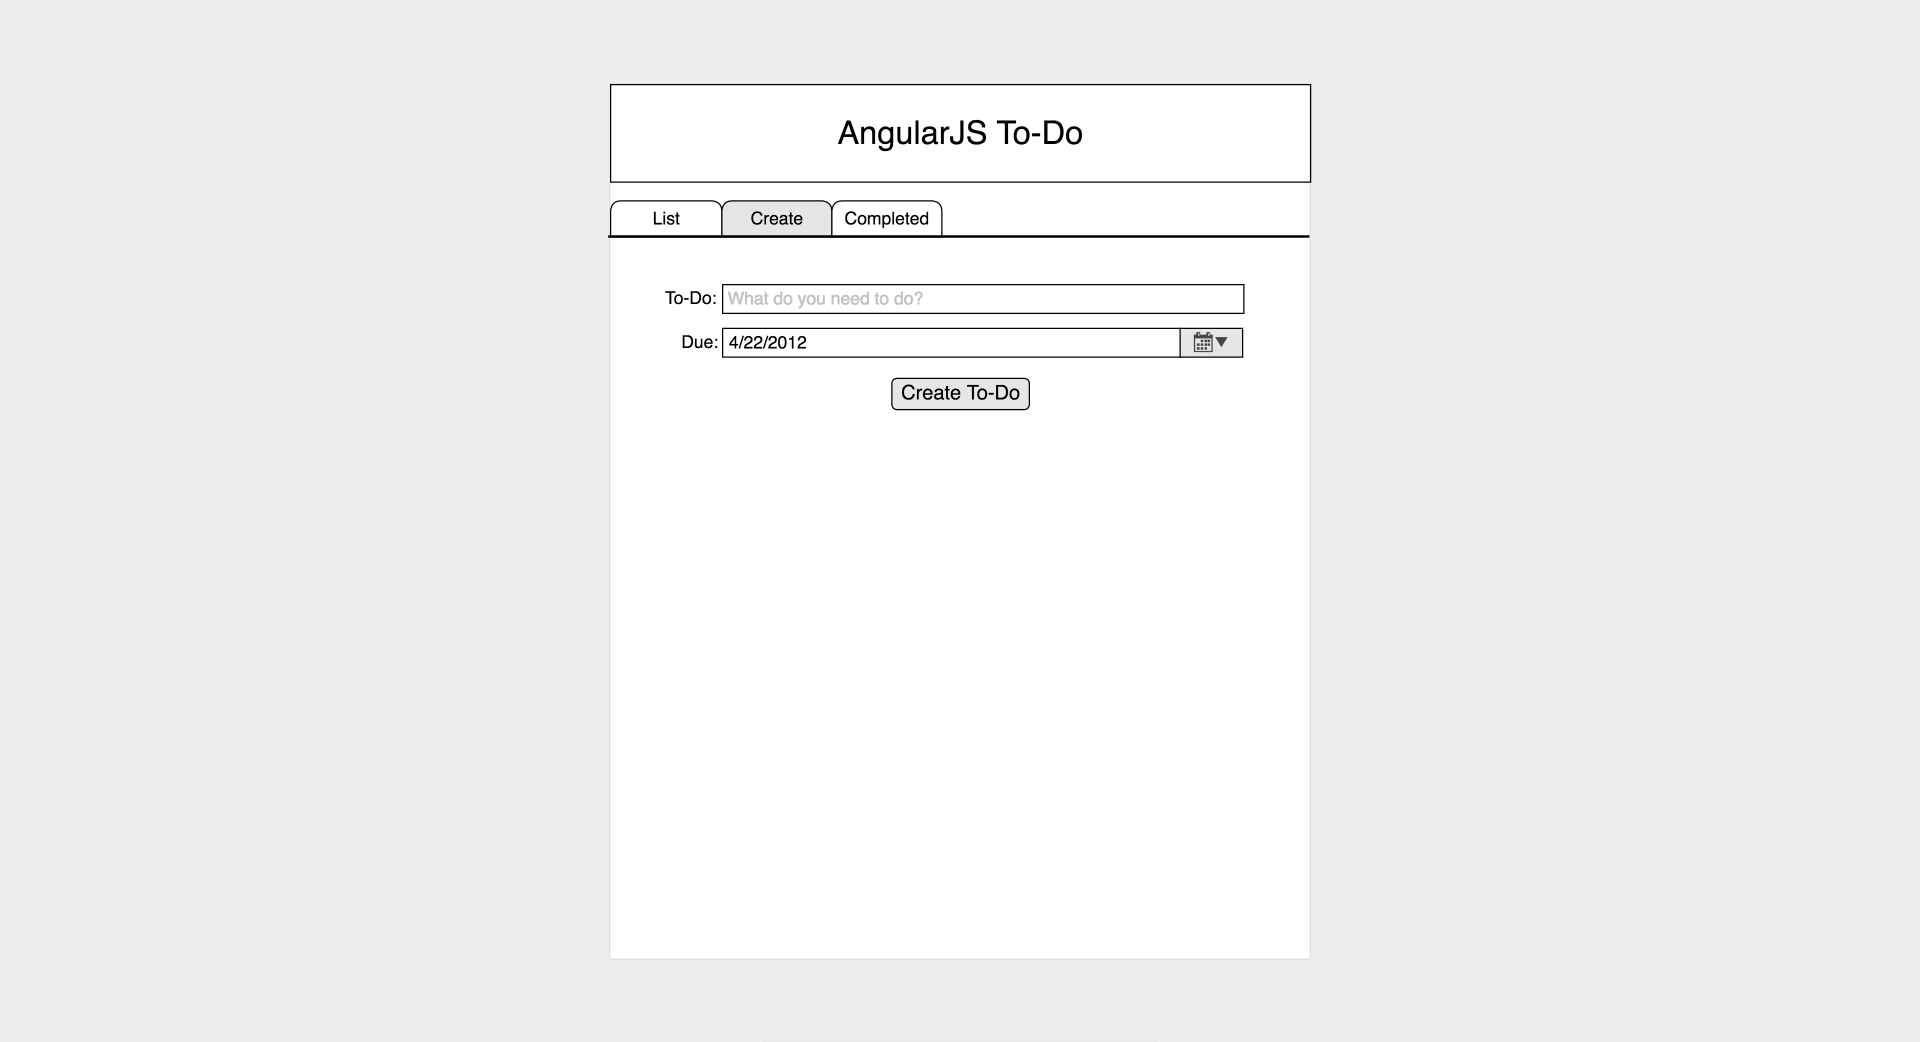 AngularJS To-Do
List Create Completed
To-Do: What do you need to do?
Due: 4/22/2012
Create To-Do